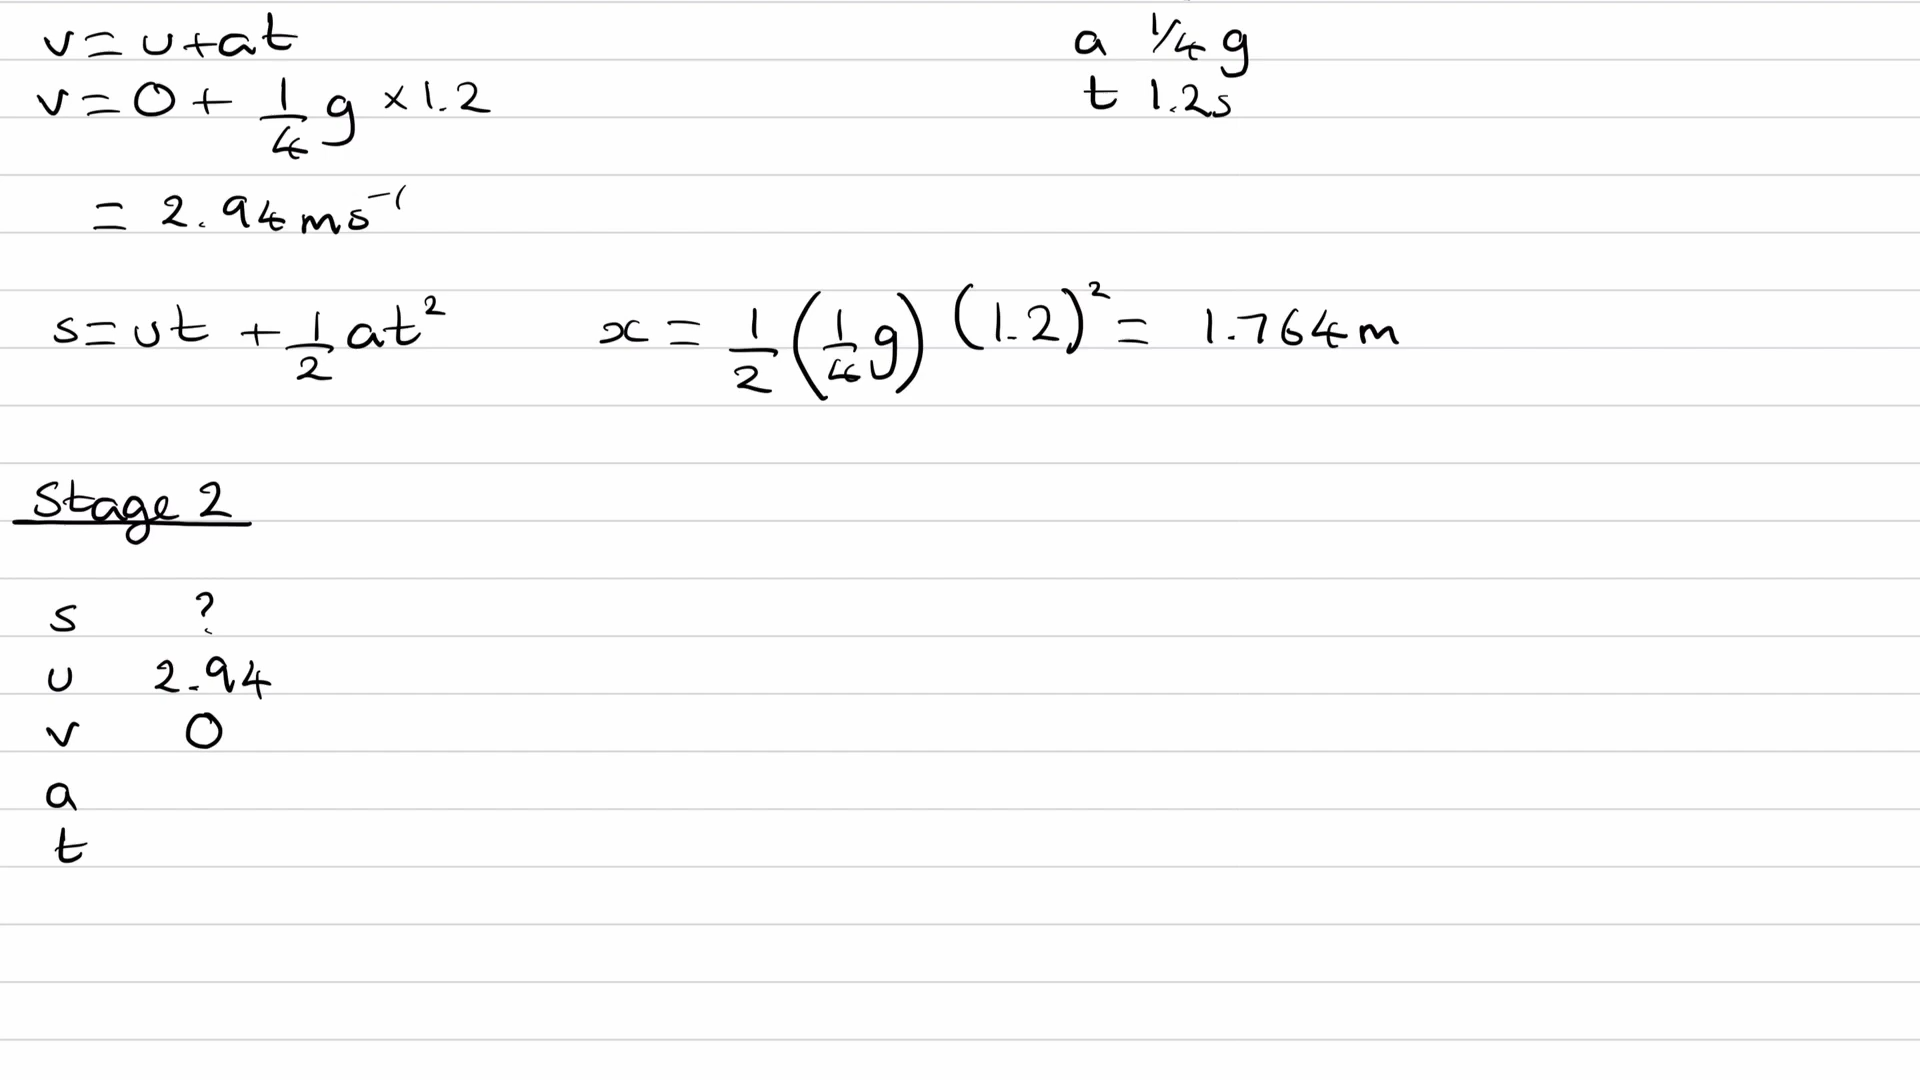 v = u + at
a 1/4 g
v = 0 + 1/4 g × 1.2
t 1.2s
= 2.94 ms⁻¹
s = ut + 1/2 at²
x = 1/2 (1/4 g) (1.2)² = 1.764 m
Stage 2
s ?
u 2.94
v 0
a
t